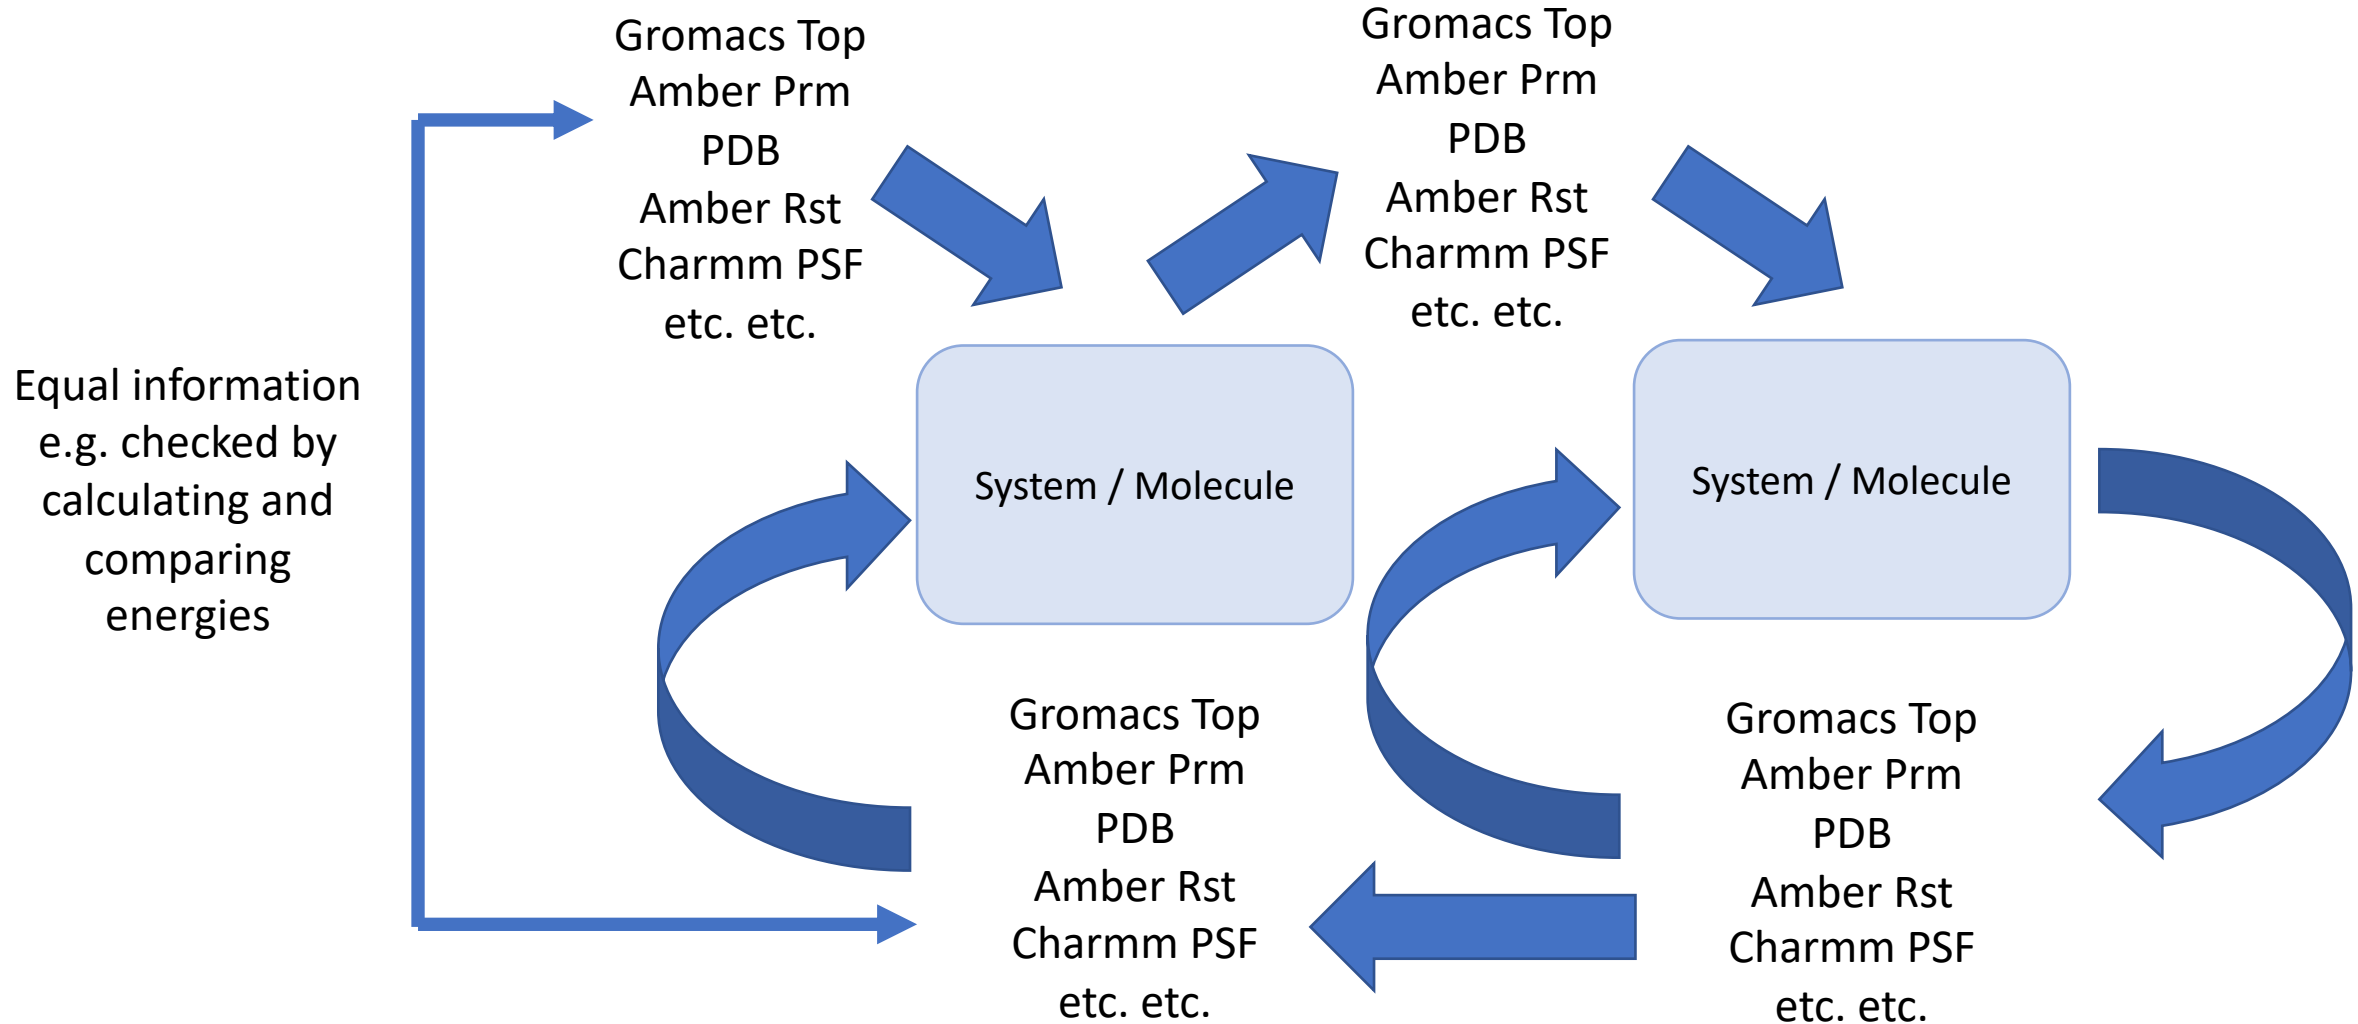 Gromacs Top
Amber Prm
PDB
Amber Rst
Charmm PSF
etc. etc.
Gromacs Top
Amber Prm
PDB
Amber Rst
Charmm PSF
etc. etc.
Equal information
e.g. checked by
calculating and
comparing
energies
System / Molecule
System / Molecule
Gromacs Top
Amber Prm
PDB
Amber Rst
Charmm PSF
etc. etc.
Gromacs Top
Amber Prm
PDB
Amber Rst
Charmm PSF
etc. etc.